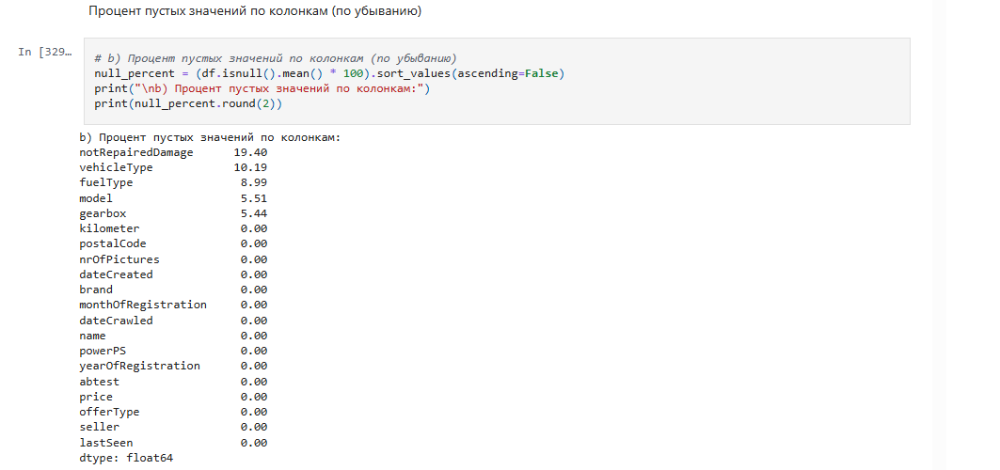 Процент пустых значений по колонкам (по убыванию)
In [329…
# b) Процент пустых значений по колонкам (по убыванию)
null_percent = (df.isnull().mean() * 100).sort_values(ascending=False)
print("\nb) Процент пустых значений по колонкам:")
print(null_percent.round(2))
b) Процент пустых значений по колонкам:
notRepairedDamage 19.40
vehicleType 10.19
fuelType 8.99
model 5.51
gearbox 5.44
kilometer 0.00
postalCode 0.00
nrOfPictures 0.00
dateCreated 0.00
brand 0.00
monthOfRegistration 0.00
dateCrawled 0.00
name 0.00
powerPS 0.00
yearOfRegistration 0.00
abtest 0.00
price 0.00
offerType 0.00
seller 0.00
lastSeen 0.00
dtype: float64